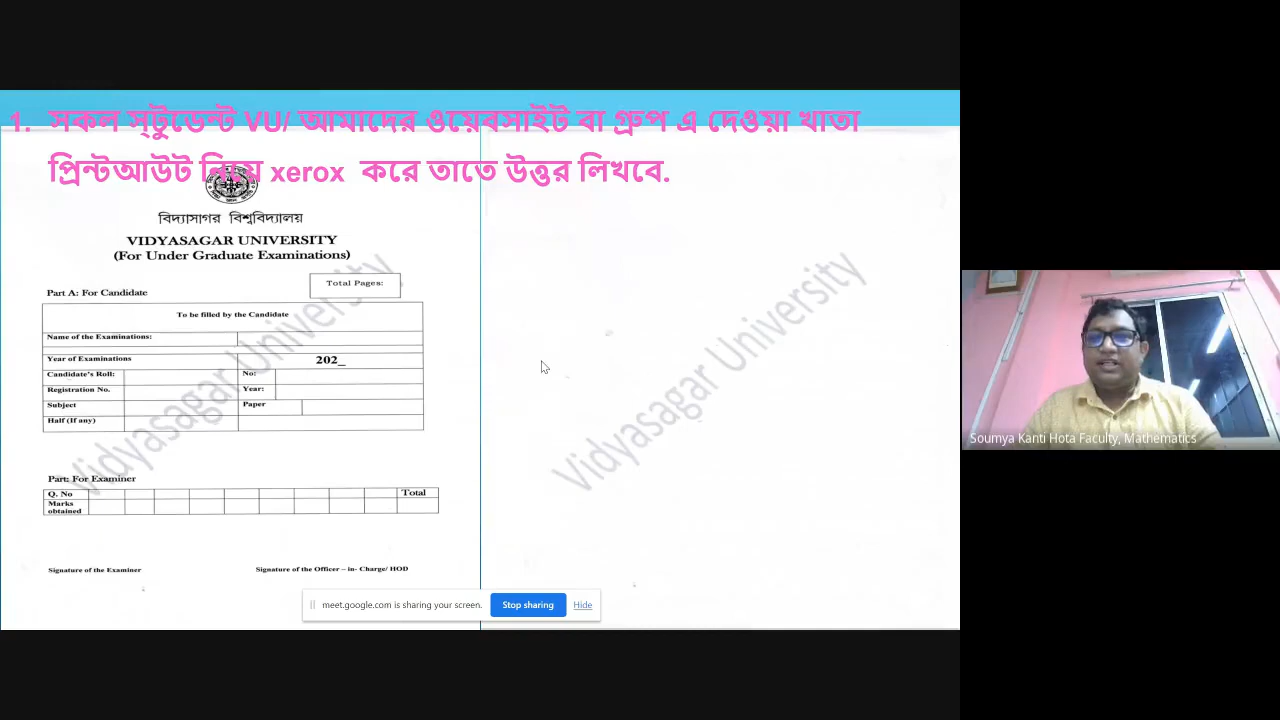 1. সকল স্টুডেন্ট VU/ আমাদের ওয়েবসাইট বা গ্রুপ এ দেওয়া খাতা
প্রিন্টআউট নিয়ে xerox করে তাতে উত্তর লিখবে.
বিদ্যাসাগর বিশ্ববিদ্যালয়
VIDYASAGAR UNIVERSITY
(For Under Graduate Examinations)
Total Pages:
Part A: For Candidate
To be filled by the Candidate
Name of the Examinations:
Year of Examinations 202_
Candidate's Roll: No:
Registration No. Year:
Subject Paper
Half (If any)
Part: For Examiner
Q. No Total
Marks
obtained
Signature of the Examiner Signature of the Officer – in- Charge/ HOD
Vidyasagar University
Vidyasagar University
meet.google.com is sharing your screen. Stop sharing Hide
Soumya Kanti Hota Faculty, Mathematics